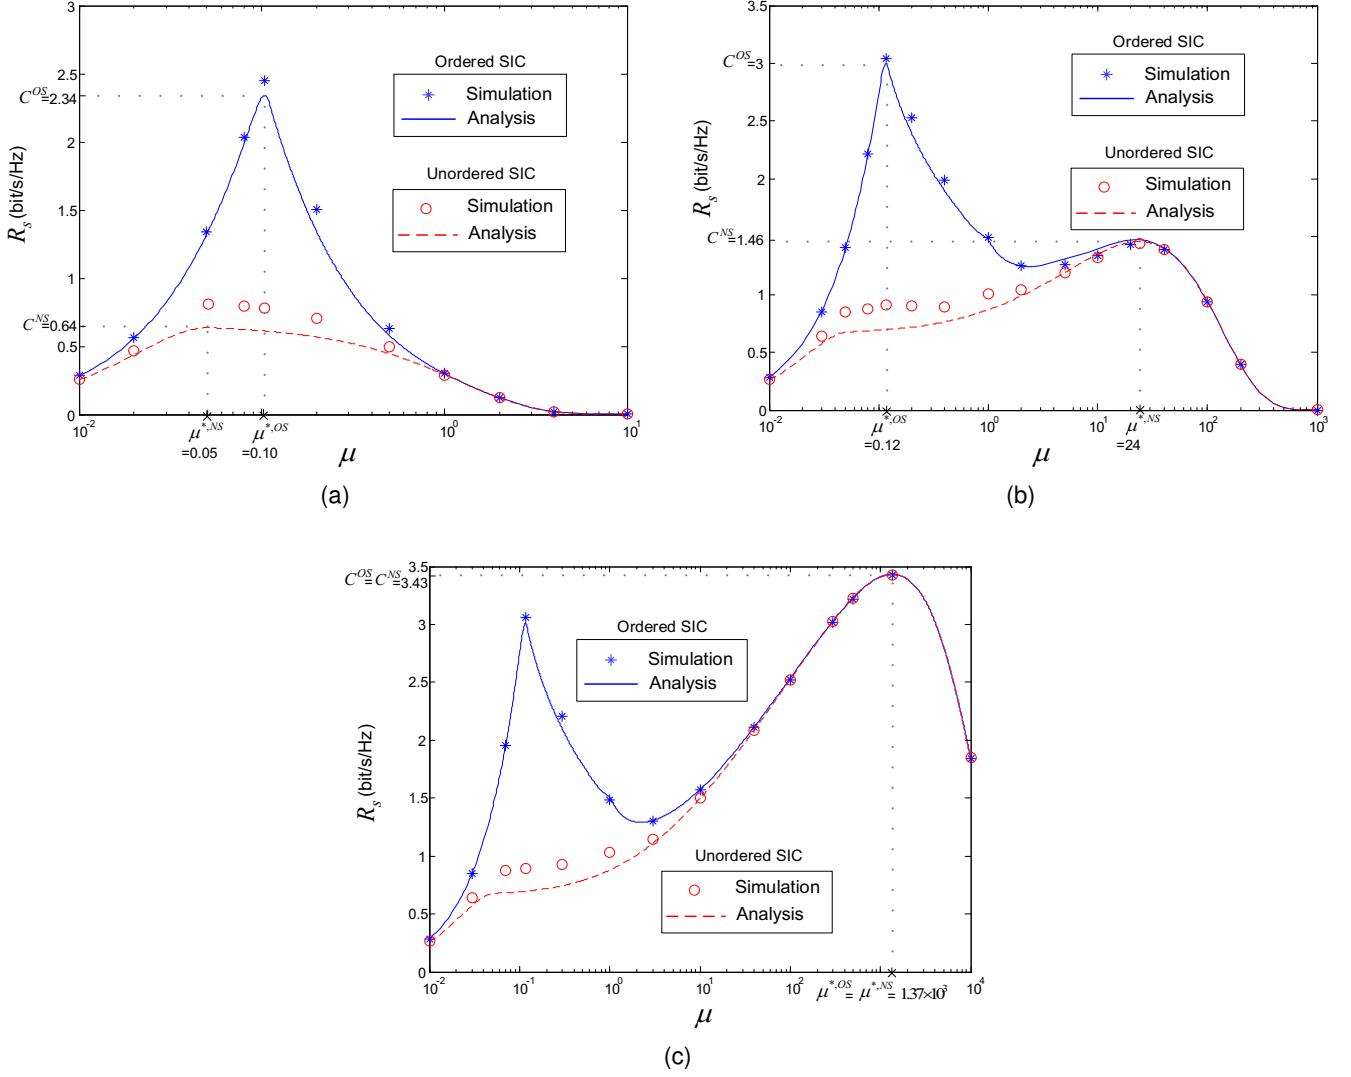 3
2.5
C^OS=2.34
2
1.5
1
C^NS=0.64
0.5
0
R_s (bit/s/Hz)
Ordered SIC
Simulation
Analysis
Unordered SIC
Simulation
Analysis
10^-2
10^0
10^1
μ^*,NS
=0.05
μ^*,OS
=0.10
μ
(a)
3.5
C^OS=3
2.5
2
C^NS=1.46
1
0.5
0
R_s (bit/s/Hz)
Ordered SIC
Simulation
Analysis
Unordered SIC
Simulation
Analysis
10^-2
10^0
10^1
10^2
10^3
μ^*,OS
=0.12
μ^*,NS
=24
μ
(b)
3.5
C^OS=C^NS=3.43
3
2.5
2
1.5
1
0.5
0
R_s (bit/s/Hz)
Ordered SIC
Simulation
Analysis
Unordered SIC
Simulation
Analysis
10^-2
10^-1
10^0
10^1
10^2
10^3
10^4
μ^*,OS = μ^*,NS = 1.37×10^3
μ
(c)